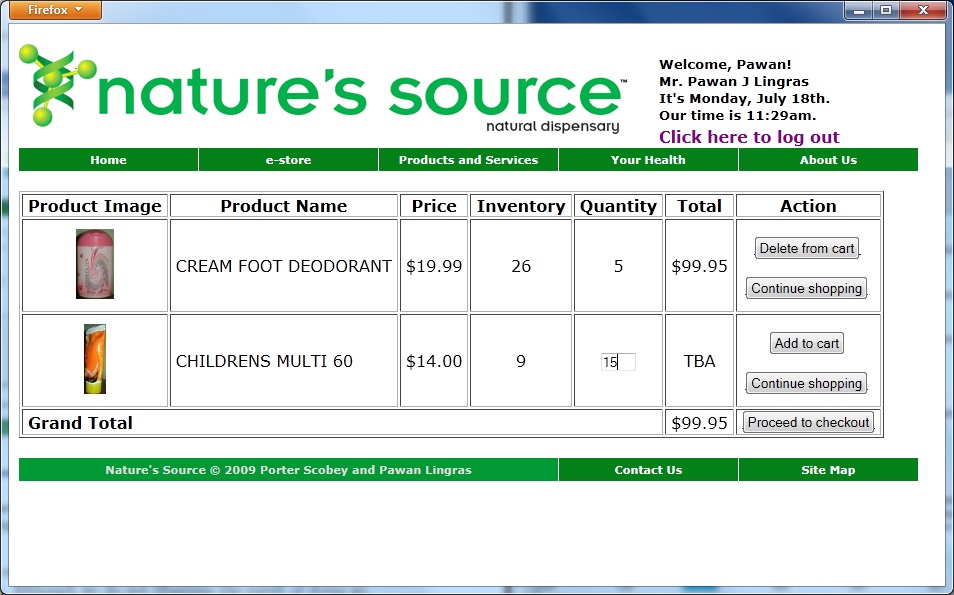 Firefox
nature's source™
natural dispensary
Welcome, Pawan!
Mr. Pawan J Lingras
It's Monday, July 18th.
Our time is 11:29am.
Click here to log out
Home e-store Products and Services Your Health About Us
Product Image Product Name Price Inventory Quantity Total Action
CREAM FOOT DEODORANT $19.99 26 5 $99.95 Delete from cart
Continue shopping
CHILDRENS MULTI 60 $14.00 9 15 TBA Add to cart
Continue shopping
Grand Total $99.95 Proceed to checkout
Nature's Source © 2009 Porter Scobey and Pawan Lingras Contact Us Site Map